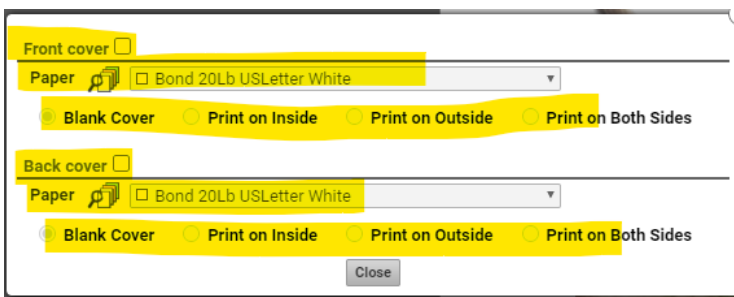 Front cover
Paper Bond 20Lb USLetter White
Blank Cover Print on Inside Print on Outside Print on Both Sides
Back cover
Paper Bond 20Lb USLetter White
Blank Cover Print on Inside Print on Outside Print on Both Sides
Close